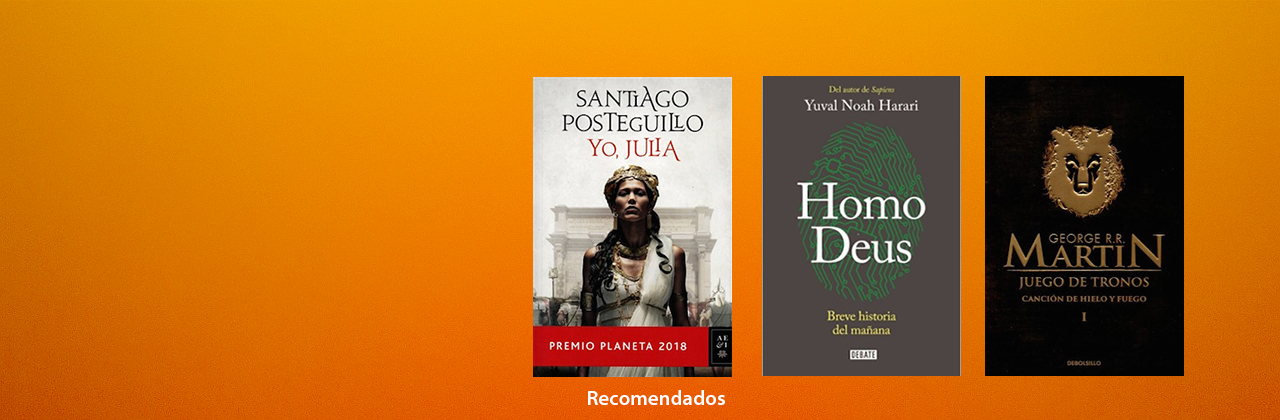 SANTIAGO
POSTEGUILLO
YO, JULIA
PREMIO PLANETA 2018
AE
& I
Del autor de Sapiens
Yuval Noah Harari
Homo
Deus
Breve historia
del mañana
DEBATE
GEORGE R.R.
MARTIN
JUEGO DE TRONOS
CANCIÓN DE HIELO Y FUEGO
I
DEBOLSILLO
Recomendados